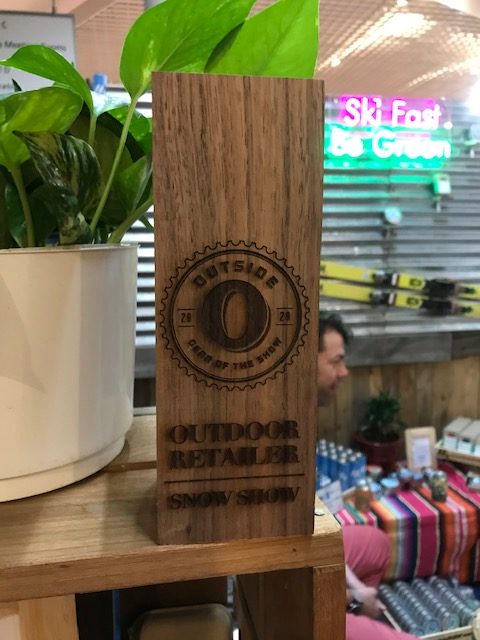 Ski Fast
Be Green
OUTSIDE
20 O 20
GEAR OF THE SHOW
OUTDOOR
RETAILER
SNOW SHOW